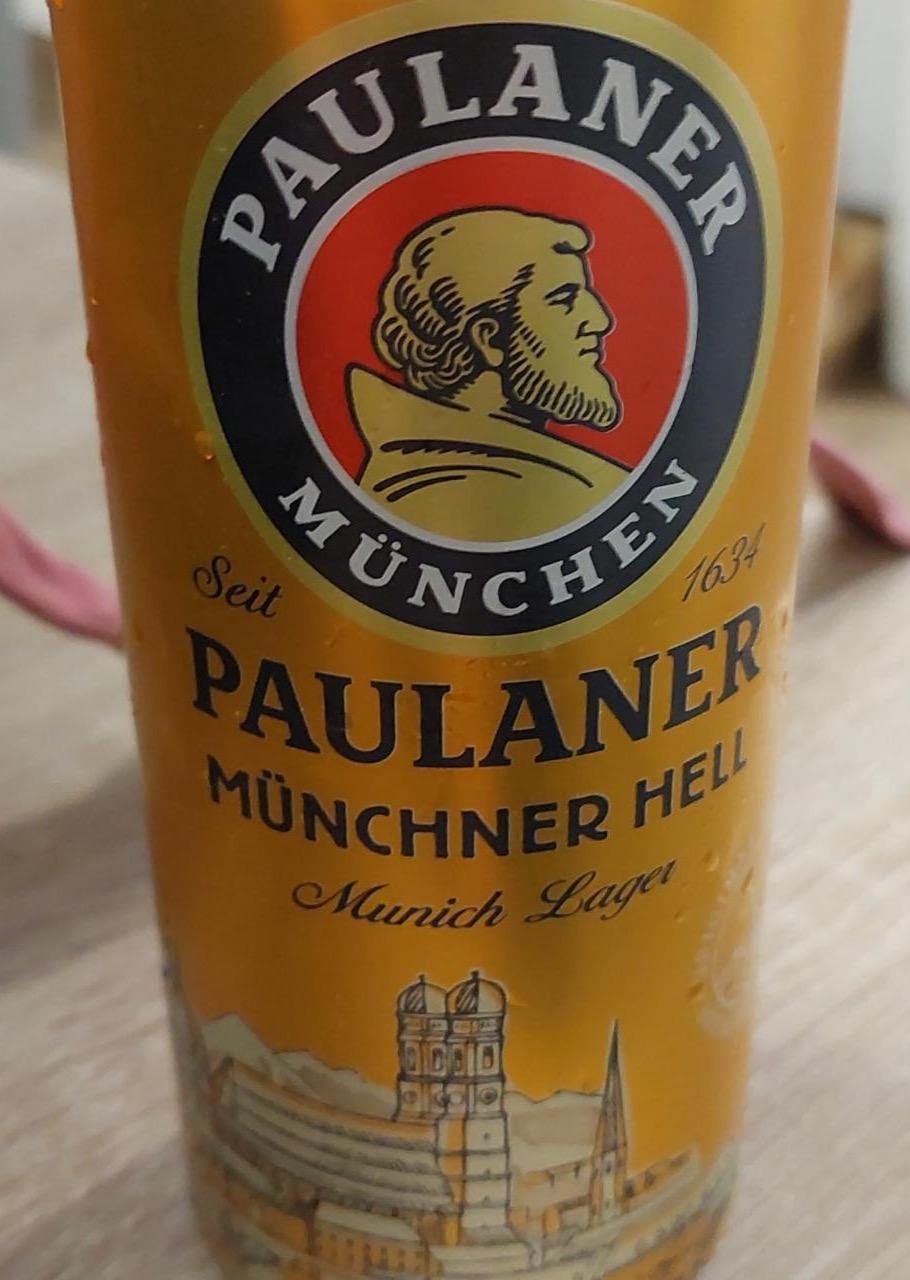 PAULANER
MÜNCHEN
Seit 1634
PAULANER
MÜNCHNER HELL
Munich Lager